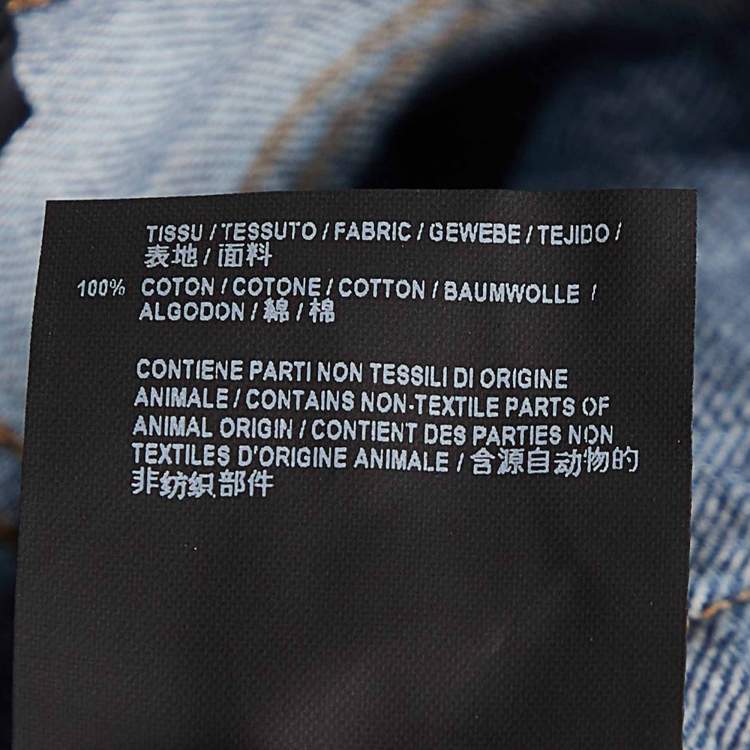 TISSU / TESSUTO / FABRIC / GEWEBE / TEJIDO /
表地 / 面料
100% COTON / COTONE / COTTON / BAUMWOLLE /
ALGODON / 綿 / 棉
CONTIENE PARTI NON TESSILI DI ORIGINE
ANIMALE / CONTAINS NON-TEXTILE PARTS OF
ANIMAL ORIGIN / CONTIENT DES PARTIES NON
TEXTILES D'ORIGINE ANIMALE / 含源自动物的
非纺织部件